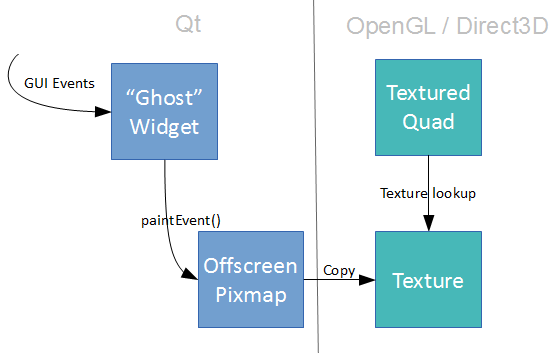 Qt
OpenGL / Direct3D
GUI Events
“Ghost”
Widget
Textured
Quad
paintEvent()
Texture lookup
Offscreen
Pixmap
Copy
Texture